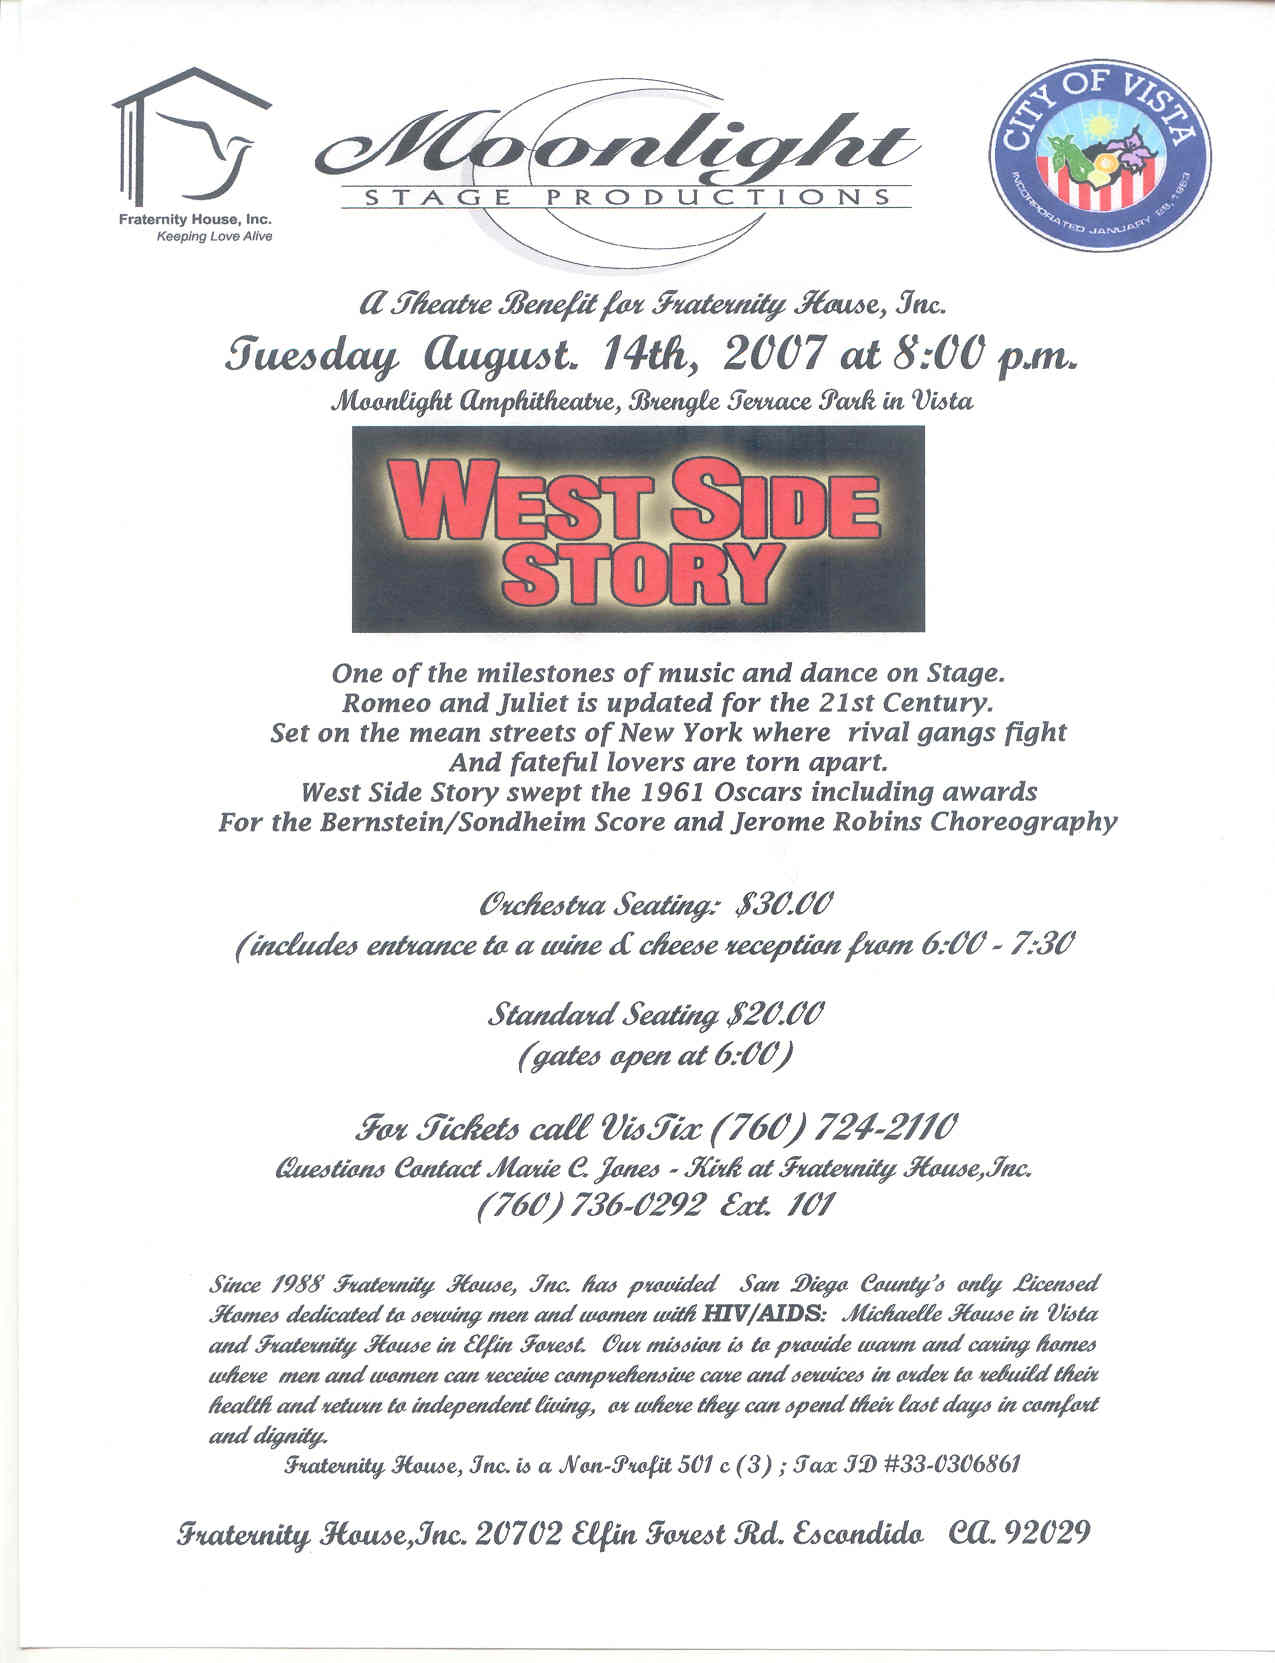 Fraternity House, Inc.
Keeping Love Alive
Moonlight
STAGE PRODUCTIONS
CITY OF VISTA
INCORPORATED JANUARY 28, 1963
A Theatre Benefit for Fraternity House, Inc.
Tuesday August. 14th, 2007 at 8:00 p.m.
Moonlight Amphitheatre, Brengle Terrace Park in Vista
WEST SIDE
STORY
One of the milestones of music and dance on Stage.
Romeo and Juliet is updated for the 21st Century.
Set on the mean streets of New York where rival gangs fight
And fateful lovers are torn apart.
West Side Story swept the 1961 Oscars including awards
For the Bernstein/Sondheim Score and Jerome Robins Choreography
Orchestra Seating: $30.00
(includes entrance to a wine & cheese reception from 6:00 - 7:30
Standard Seating $20.00
(gates open at 6:00)
For Tickets call VisTix (760) 724-2110
Questions Contact Marie C. Jones - Kirk at Fraternity House,Inc.
(760) 736-0292 Ext. 101
Since 1988 Fraternity House, Inc. has provided San Diego County's only Licensed
Homes dedicated to serving men and women with HIV/AIDS: Michaelle House in Vista
and Fraternity House in Elfin Forest. Our mission is to provide warm and caring homes
where men and women can receive comprehensive care and services in order to rebuild their
health and return to independent living, or where they can spend their last days in comfort
and dignity.
Fraternity House, Inc. is a Non-Profit 501 c (3) ; Tax ID #33-0306861
Fraternity House,Inc. 20702 Elfin Forest Rd. Escondido CA. 92029